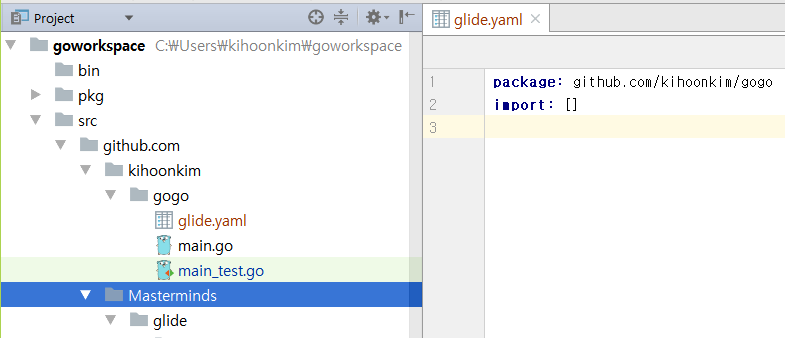 Project
goworkspace C:₩Users₩kihoonkim₩goworkspace
bin
pkg
src
github.com
kihoonkim
gogo
glide.yaml
main.go
main_test.go
Masterminds
glide
glide.yaml
1 package: github.com/kihoonkim/gogo
2 import: []
3